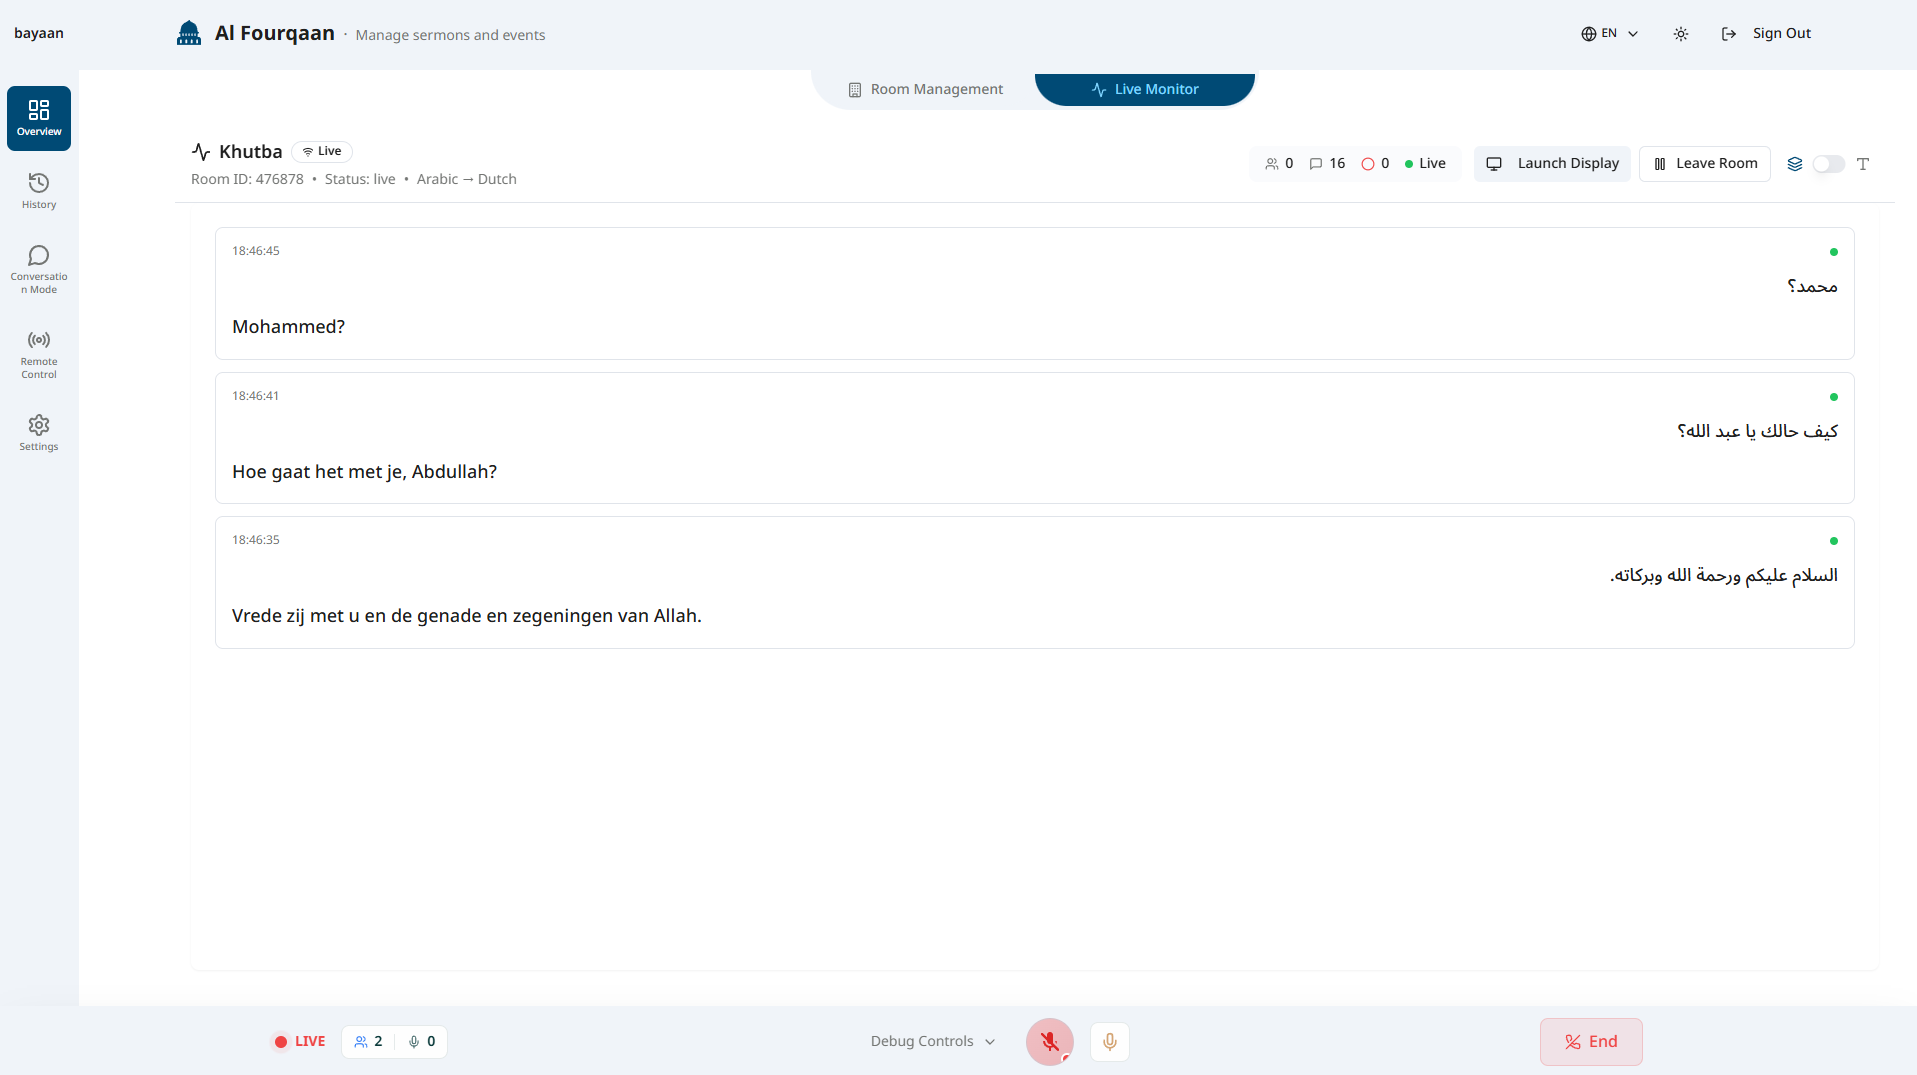 bayaan
Al Fourqaan · Manage sermons and events
EN
Sign Out
Overview
History
Conversatio
n Mode
Remote
Control
Settings
Room Management
Live Monitor
Khutba
Live
Room ID: 476878 • Status: live • Arabic → Dutch
0 16 0 Live
Launch Display
Leave Room
18:46:45
محمد؟
Mohammed?
18:46:41
كيف حالك يا عبد الله؟
Hoe gaat het met je, Abdullah?
18:46:35
السلام عليكم ورحمة الله وبركاته.
Vrede zij met u en de genade en zegeningen van Allah.
LIVE
2 0
Debug Controls
End